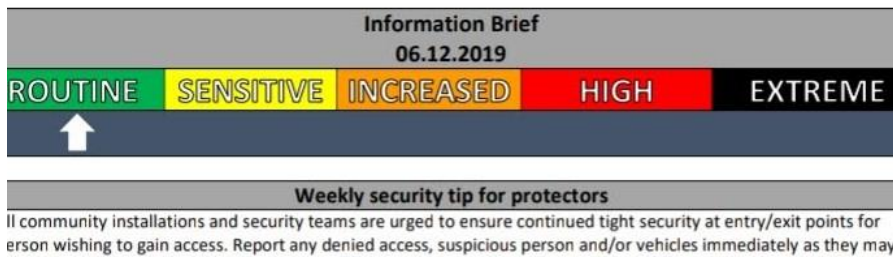 Information Brief
06.12.2019
ROUTINE SENSITIVE INCREASED HIGH EXTREME
Weekly security tip for protectors
ll community installations and security teams are urged to ensure continued tight security at entry/exit points for
erson wishing to gain access. Report any denied access, suspicious person and/or vehicles immediately as they may